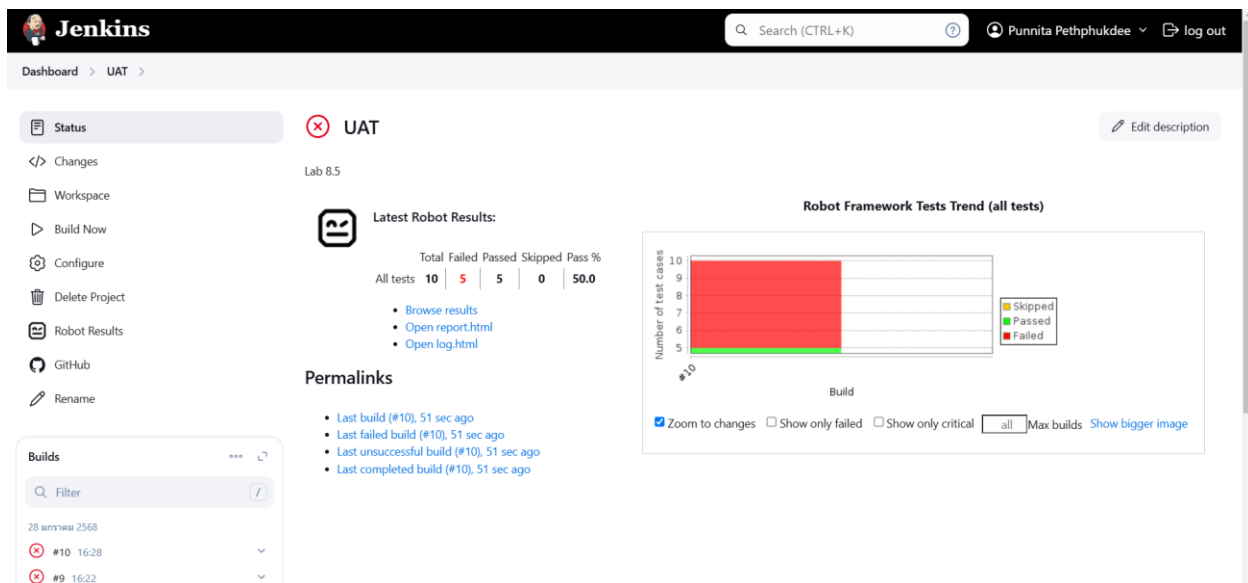 Jenkins
Search (CTRL+K)
?
Punnita Pethphukdee
log out
Dashboard > UAT >
Status
</> Changes
Workspace
Build Now
Configure
Delete Project
Robot Results
GitHub
Rename
Builds
Filter
/
28 มกราคม 2568
#10 16:28
#9 16:22
UAT
Edit description
Lab 8.5
Latest Robot Results:
Total Failed Passed Skipped Pass %
All tests 10 5 5 0 50.0
• Browse results
• Open report.html
• Open log.html
Permalinks
• Last build (#10), 51 sec ago
• Last failed build (#10), 51 sec ago
• Last unsuccessful build (#10), 51 sec ago
• Last completed build (#10), 51 sec ago
Robot Framework Tests Trend (all tests)
Number of test cases
10
9
8
7
6
5
#10
Build
Skipped
Passed
Failed
Zoom to changes Show only failed Show only critical all Max builds Show bigger image